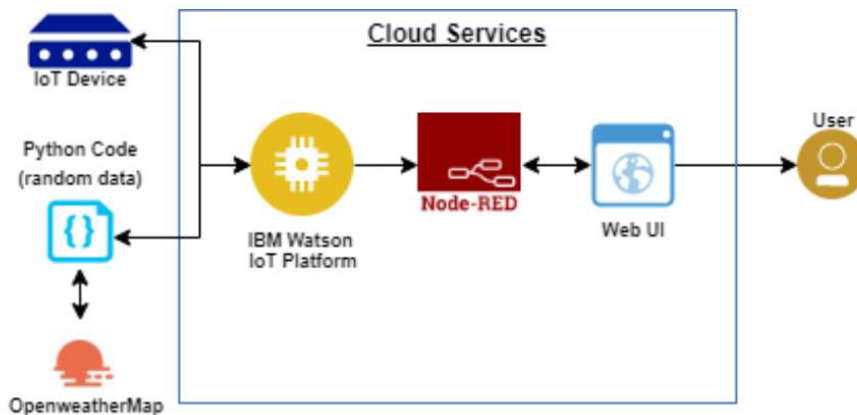 Cloud Services
IoT Device
Python Code
(random data)
{}
OpenweatherMap
IBM Watson
IoT Platform
Node-RED
Web UI
User